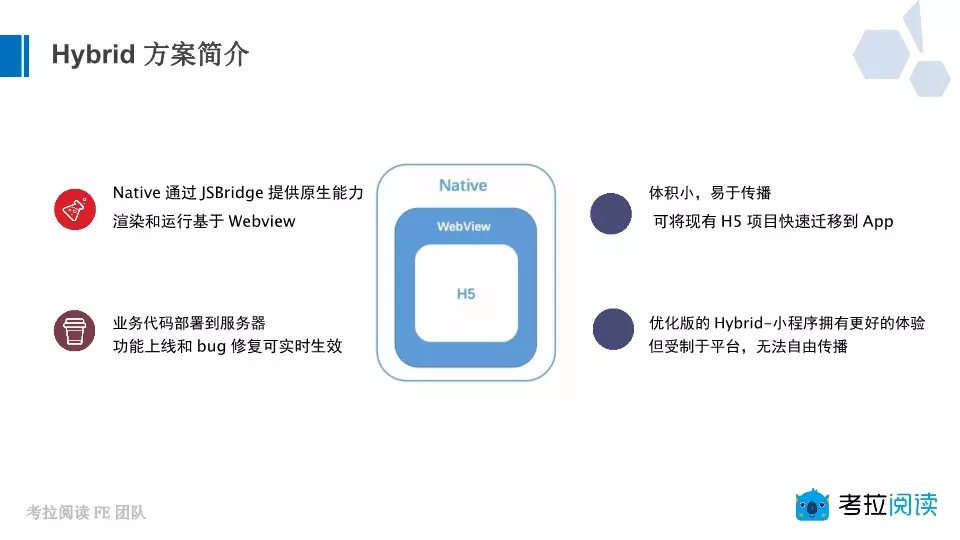 Hybrid 方案简介
Native 通过 JSBridge 提供原生能力
渲染和运行基于 Webview
业务代码部署到服务器
功能上线和 bug 修复可实时生效
Native
WebView
H5
体积小，易于传播
可将现有 H5 项目快速迁移到 App
优化版的 Hybrid-小程序拥有更好的体验
但受制于平台，无法自由传播
考拉阅读 FE 团队
考拉阅读